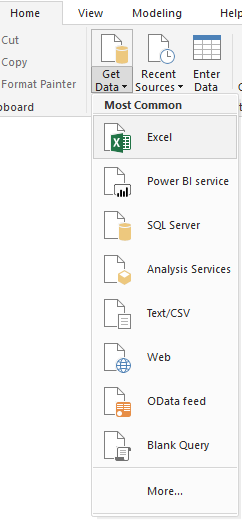 Home View Modeling Help
Cut
Copy
Format Painter
Get Data
Recent Sources
Enter Data
Most Common
Excel
Power BI service
SQL Server
Analysis Services
Text/CSV
Web
OData feed
Blank Query
More...